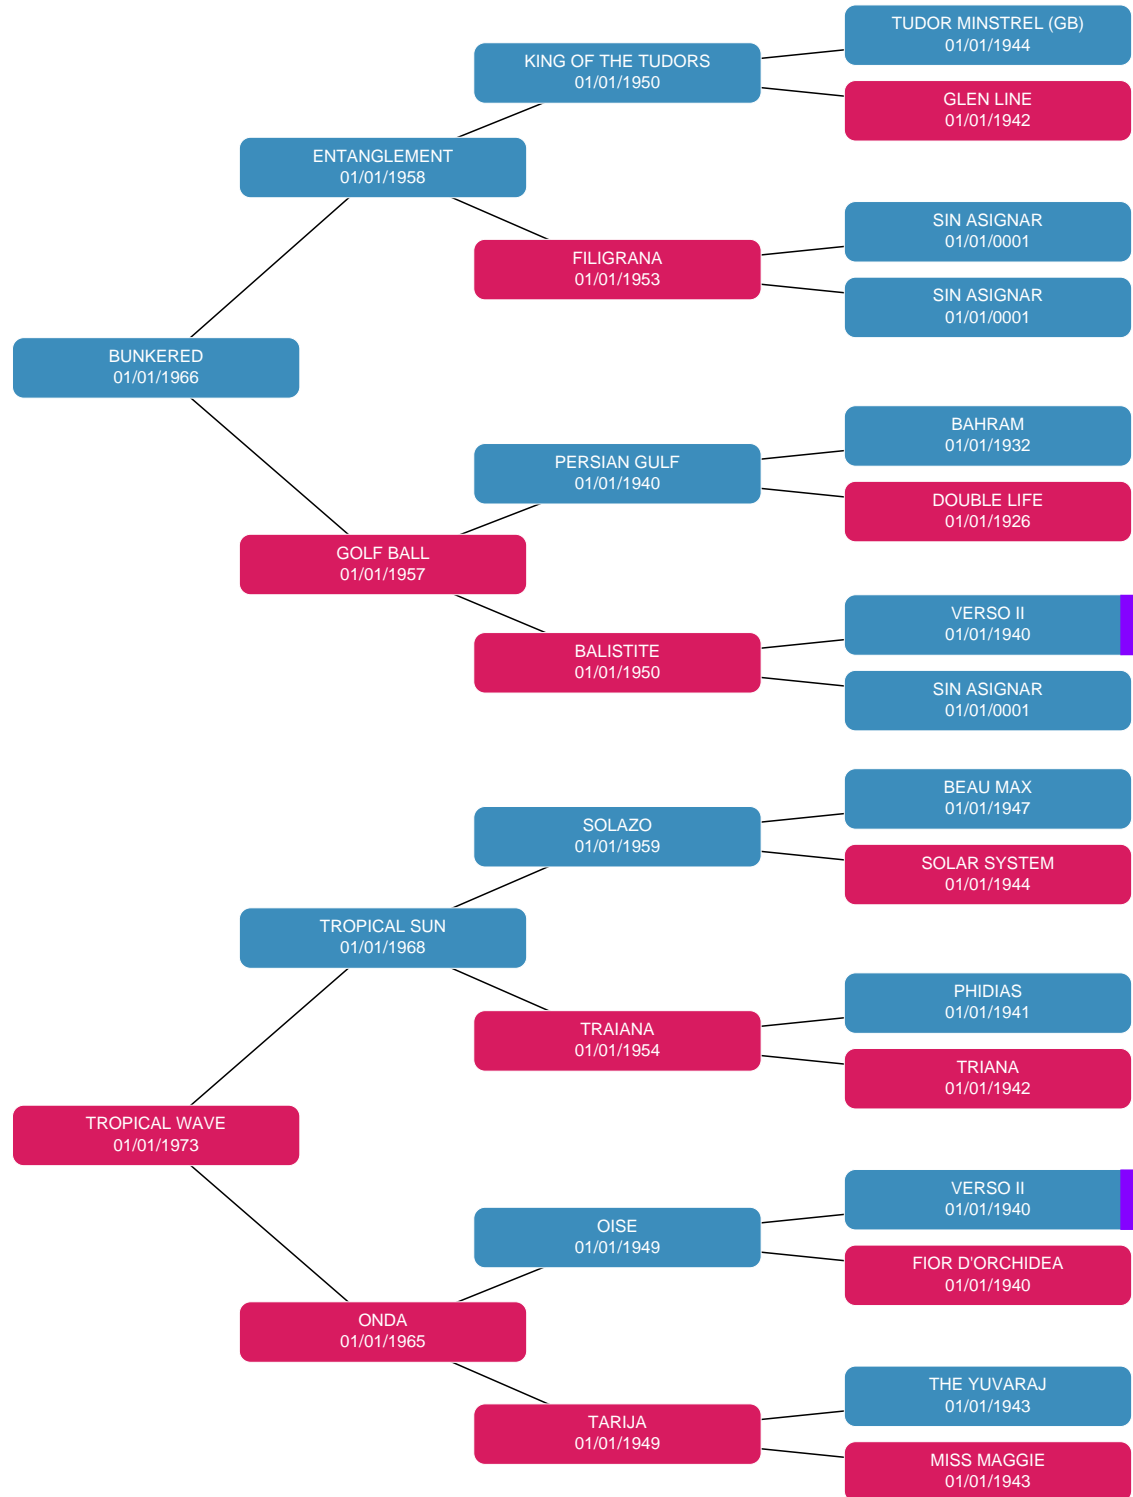 TUDOR MINSTREL (GB)
01/01/1944
KING OF THE TUDORS
01/01/1950
GLEN LINE
01/01/1942
ENTANGLEMENT
01/01/1958
SIN ASIGNAR
01/01/0001
FILIGRANA
01/01/1953
SIN ASIGNAR
01/01/0001
BUNKERED
01/01/1966
BAHRAM
01/01/1932
PERSIAN GULF
01/01/1940
DOUBLE LIFE
01/01/1926
GOLF BALL
01/01/1957
VERSO II
01/01/1940
BALISTITE
01/01/1950
SIN ASIGNAR
01/01/0001
BEAU MAX
01/01/1947
SOLAZO
01/01/1959
SOLAR SYSTEM
01/01/1944
TROPICAL SUN
01/01/1968
PHIDIAS
01/01/1941
TRAIANA
01/01/1954
TRIANA
01/01/1942
TROPICAL WAVE
01/01/1973
VERSO II
01/01/1940
OISE
01/01/1949
FIOR D'ORCHIDEA
01/01/1940
ONDA
01/01/1965
THE YUVARAJ
01/01/1943
TARIJA
01/01/1949
MISS MAGGIE
01/01/1943